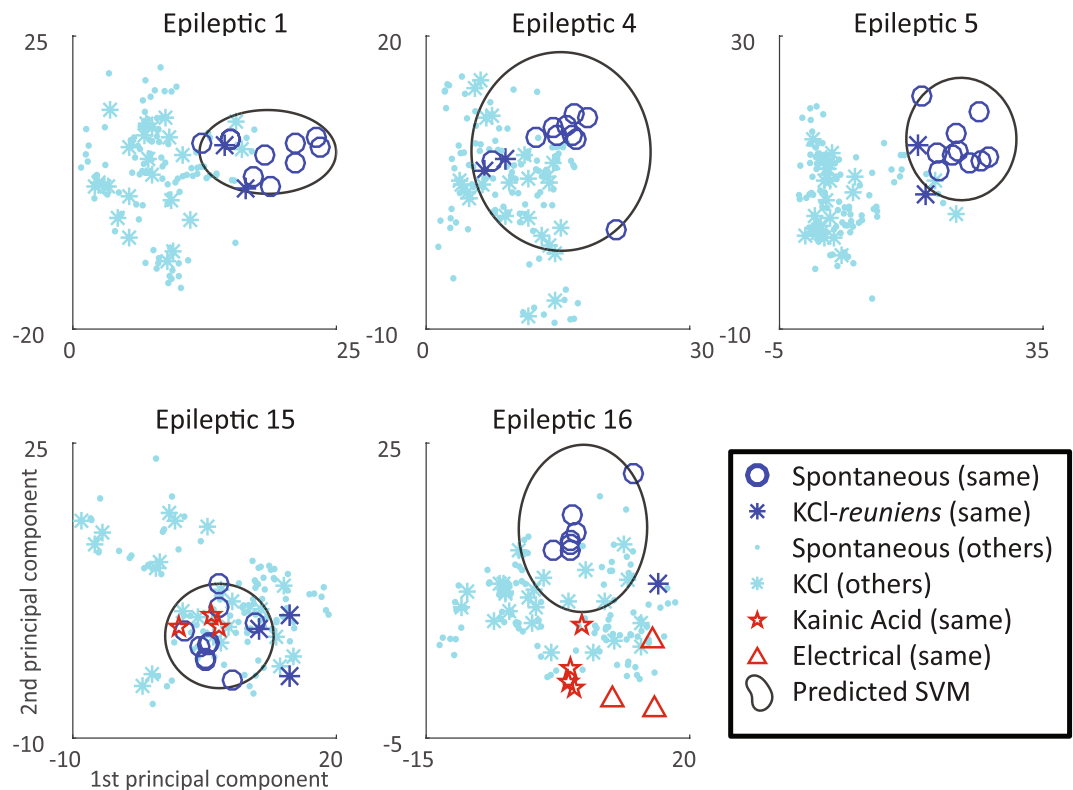 Epileptic 1
25
-20
0
25
Epileptic 4
20
-10
0
30
Epileptic 5
30
-10
-5
35
Epileptic 15
25
2nd principal component
-10
-10
20
1st principal component
Epileptic 16
25
-5
-15
20
Spontaneous (same)
KCl-reuniens (same)
Spontaneous (others)
KCl (others)
Kainic Acid (same)
Electrical (same)
Predicted SVM